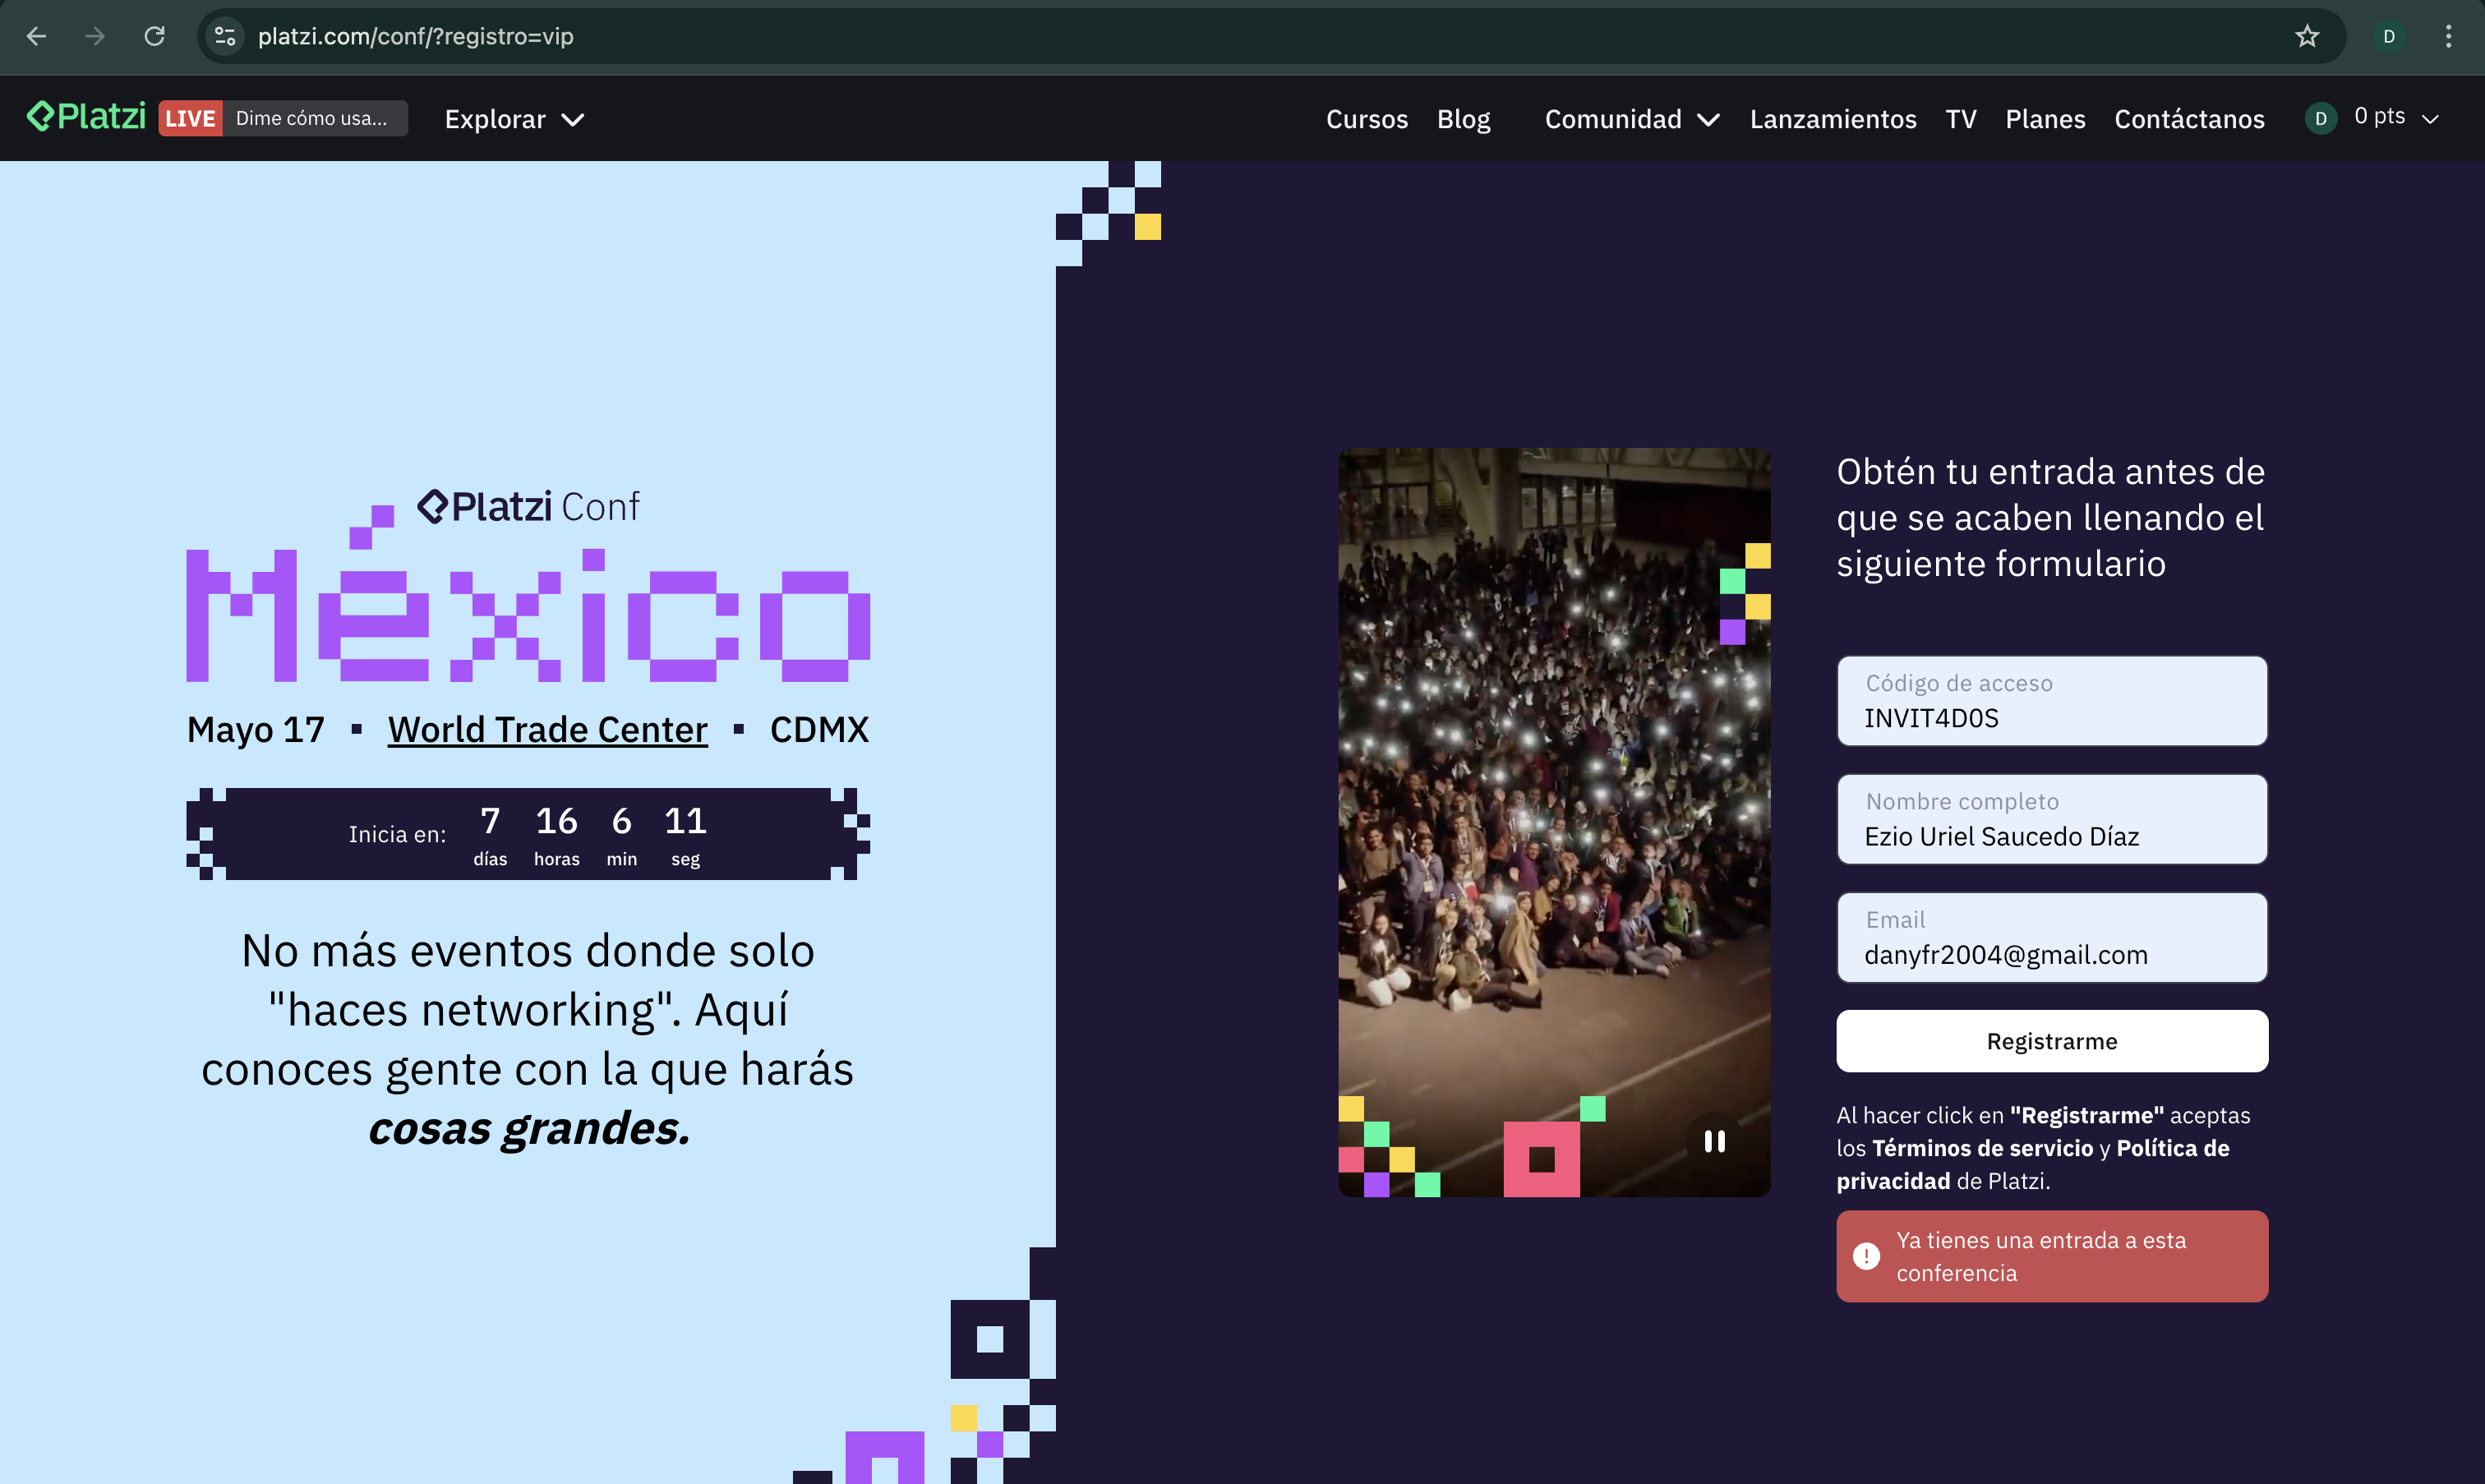 platzi.com/conf/?registro=vip
D
Platzi LIVE Dime cómo usa... Explorar Cursos Blog Comunidad Lanzamientos TV Planes Contáctanos D 0 pts
Platzi Conf
México
Mayo 17 ▪ World Trade Center ▪ CDMX
Inicia en: 7 días 16 horas 6 min 11 seg
No más eventos donde solo
"haces networking". Aquí
conoces gente con la que harás
cosas grandes.
Obtén tu entrada antes de
que se acaben llenando el
siguiente formulario
Código de acceso
INVIT4D0S
Nombre completo
Ezio Uriel Saucedo Díaz
Email
danyfr2004@gmail.com
Registrarme
Al hacer click en "Registrarme" aceptas
los Términos de servicio y Política de
privacidad de Platzi.
Ya tienes una entrada a esta
conferencia